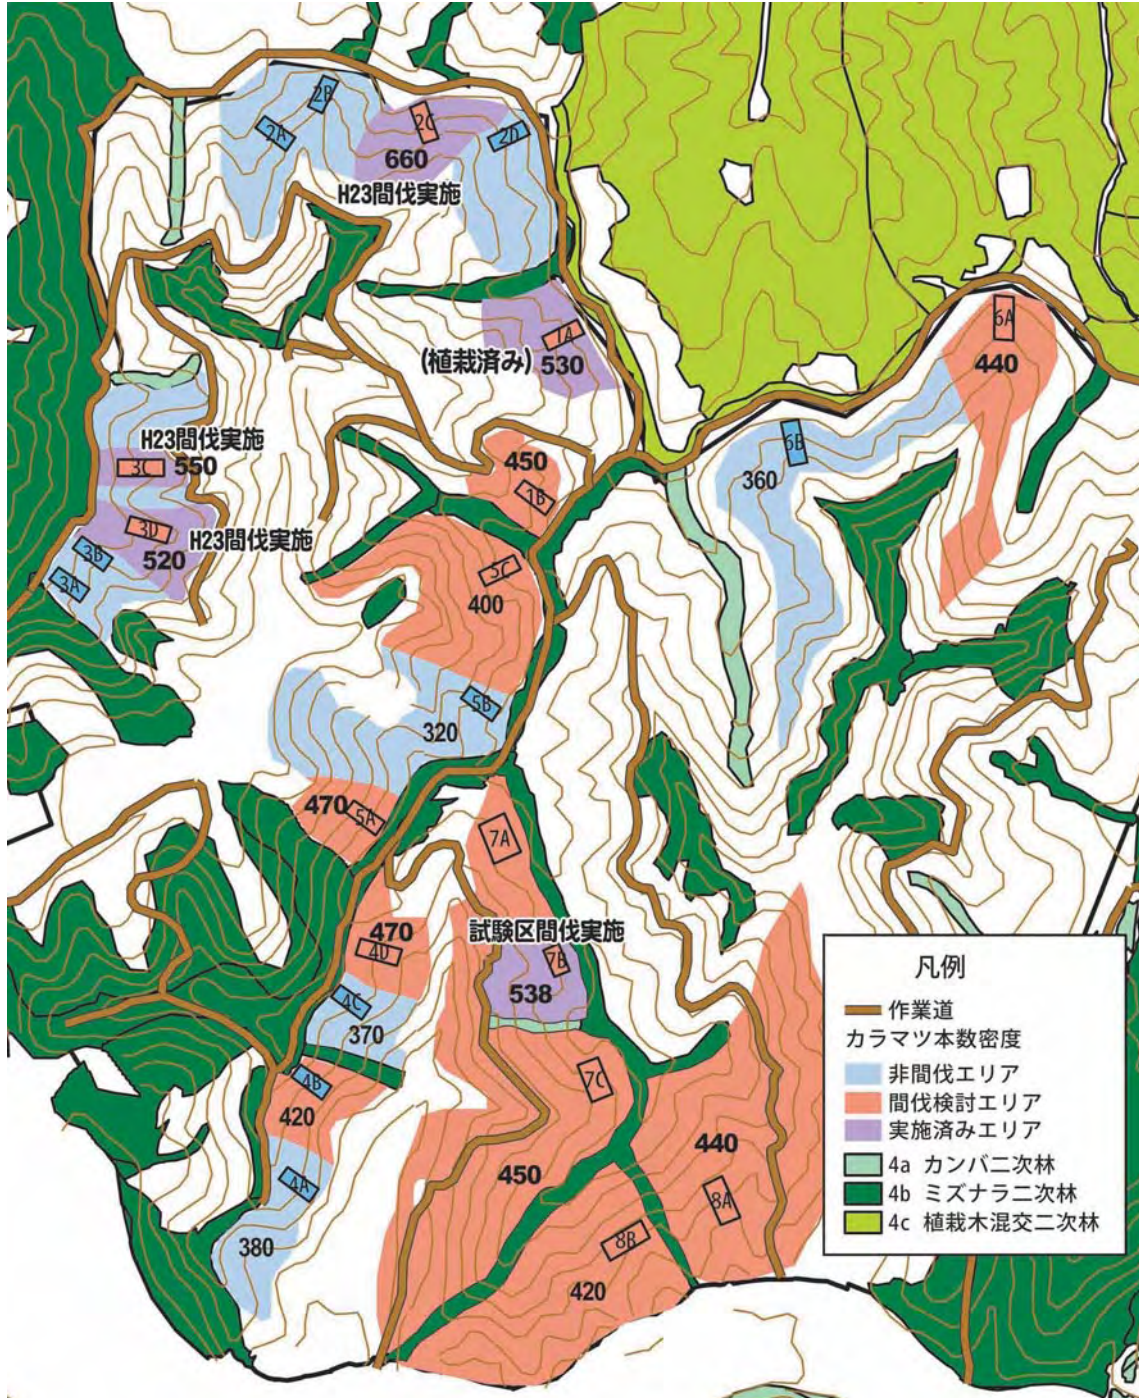 2B
2A
2C
2D
660
H23間伐実施
1A
(植栽済み)
530
6A
440
H23間伐実施
3C
550
450
1B
6B
360
3D
H23間伐実施
3B
520
3A
5C
400
5B
320
470
5A
7A
470
4D
試験区間伐実施
7B
538
4C
370
4B
420
7C
4A
450
440
8A
380
8B
420
凡例
作業道
カラマツ本数密度
非間伐エリア
間伐検討エリア
実施済みエリア
4a カンバ二次林
4b ミズナラ二次林
4c 植栽木混交二次林